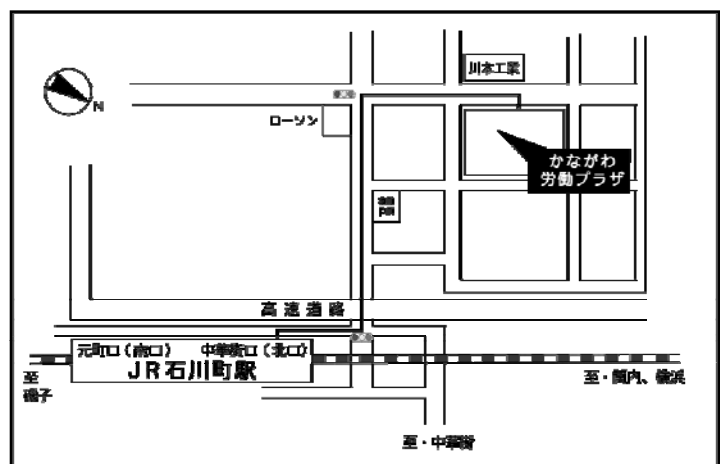 川本工業
N
ローソン
かながわ
労働プラザ
高速道路
元町口（南口）　中華街口（北口）
JR石川町駅
至
磯子
至・関内、横浜
至・中華街